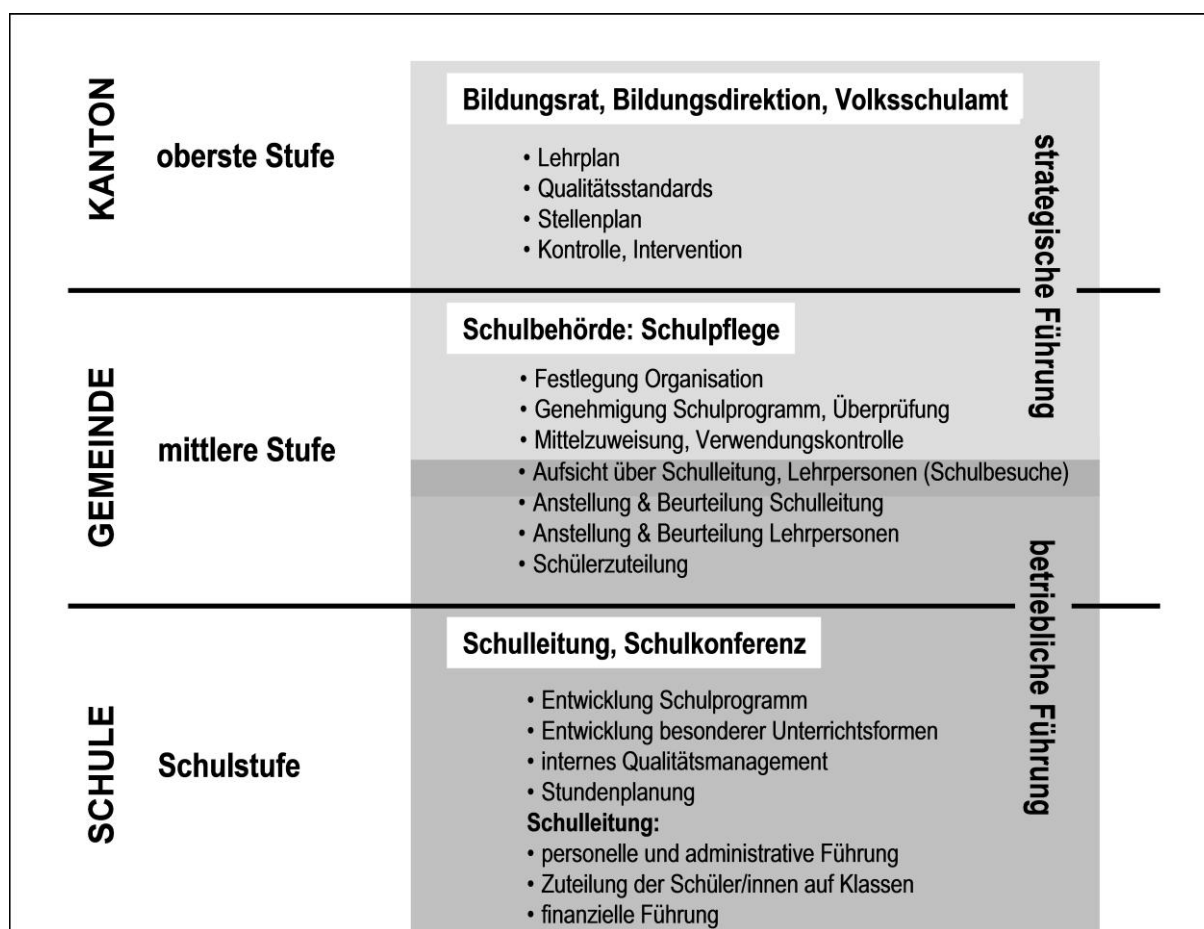 KANTON
oberste Stufe
Bildungsrat, Bildungsdirektion, Volksschulamt
• Lehrplan
• Qualitätsstandards
• Stellenplan
• Kontrolle, Intervention
strategische Führung
GEMEINDE
mittlere Stufe
Schulbehörde: Schulpflege
• Festlegung Organisation
• Genehmigung Schulprogramm, Überprüfung
• Mittelzuweisung, Verwendungskontrolle
• Aufsicht über Schulleitung, Lehrpersonen (Schulbesuche)
• Anstellung & Beurteilung Schulleitung
• Anstellung & Beurteilung Lehrpersonen
• Schülerzuteilung
betriebliche Führung
SCHULE
Schulstufe
Schulleitung, Schulkonferenz
• Entwicklung Schulprogramm
• Entwicklung besonderer Unterrichtsformen
• internes Qualitätsmanagement
• Stundenplanung
Schulleitung:
• personelle und administrative Führung
• Zuteilung der Schüler/innen auf Klassen
• finanzielle Führung